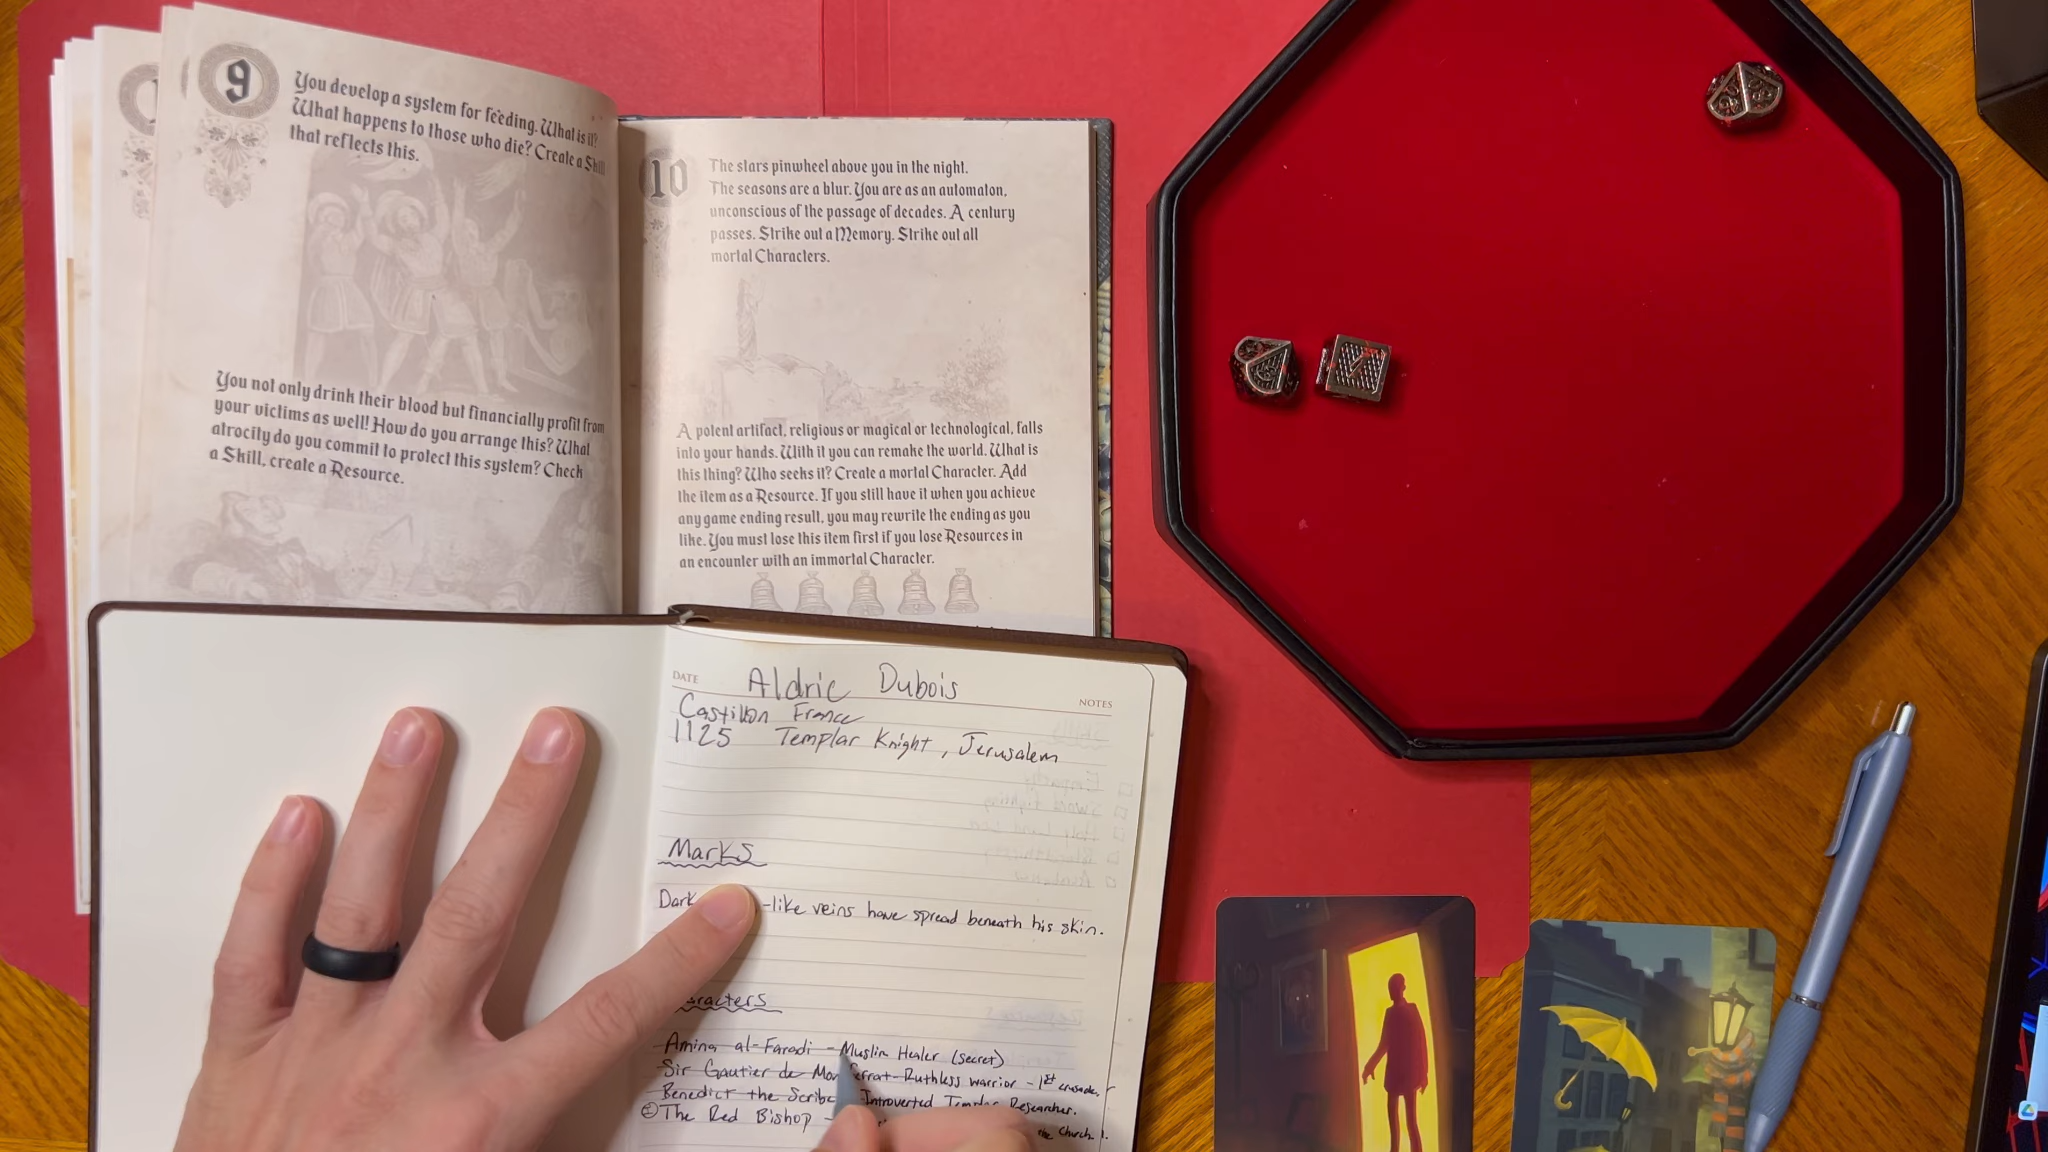 9
You develop a system for feeding. What is it?
What happens to those who die? Create a Skill
that reflects this.
You not only drink their blood but financially profit from
your victims as well! How do you arrange this? What
atrocity do you commit to protect this system? Check
a Skill, create a Resource.
10
The stars pinwheel above you in the night.
The seasons are a blur. You are as an automaton,
unconscious of the passage of decades. A century
passes. Strike out a Memory. Strike out all
mortal Characters.
A potent artifact, religious or magical or technological, falls
into your hands. With it you can remake the world. What is
this thing? Who seeks it? Create a mortal Character. Add
the item as a Resource. If you still have it when you achieve
any game ending result, you may rewrite the ending as you
like. You must lose this item first if you lose Resources in
an encounter with an immortal Character.
DATE Aldric Dubois NOTES
Castillon France
1125 Templar Knight, Jerusalem
Marks
Dark -like veins have spread beneath his skin.
aracters
Amina al-Faradi - Muslim Healer (secret)
Sir Gautier de Mon ferrat - Ruthless warrior - 1st
Benedict the Scribe - Introverted Templar Researcher.
The Red Bishop -
the Church